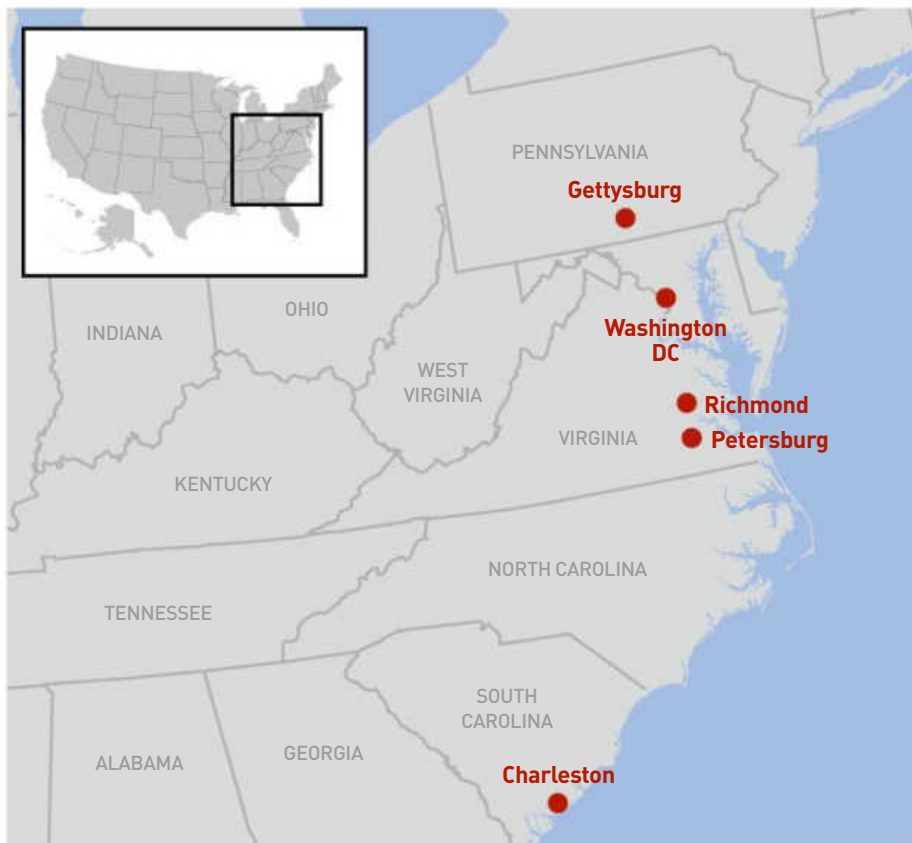 PENNSYLVANIA
Gettysburg
OHIO
INDIANA
Washington
DC
WEST
VIRGINIA
Richmond
VIRGINIA
Petersburg
KENTUCKY
NORTH CAROLINA
TENNESSEE
SOUTH
CAROLINA
GEORGIA
ALABAMA
Charleston